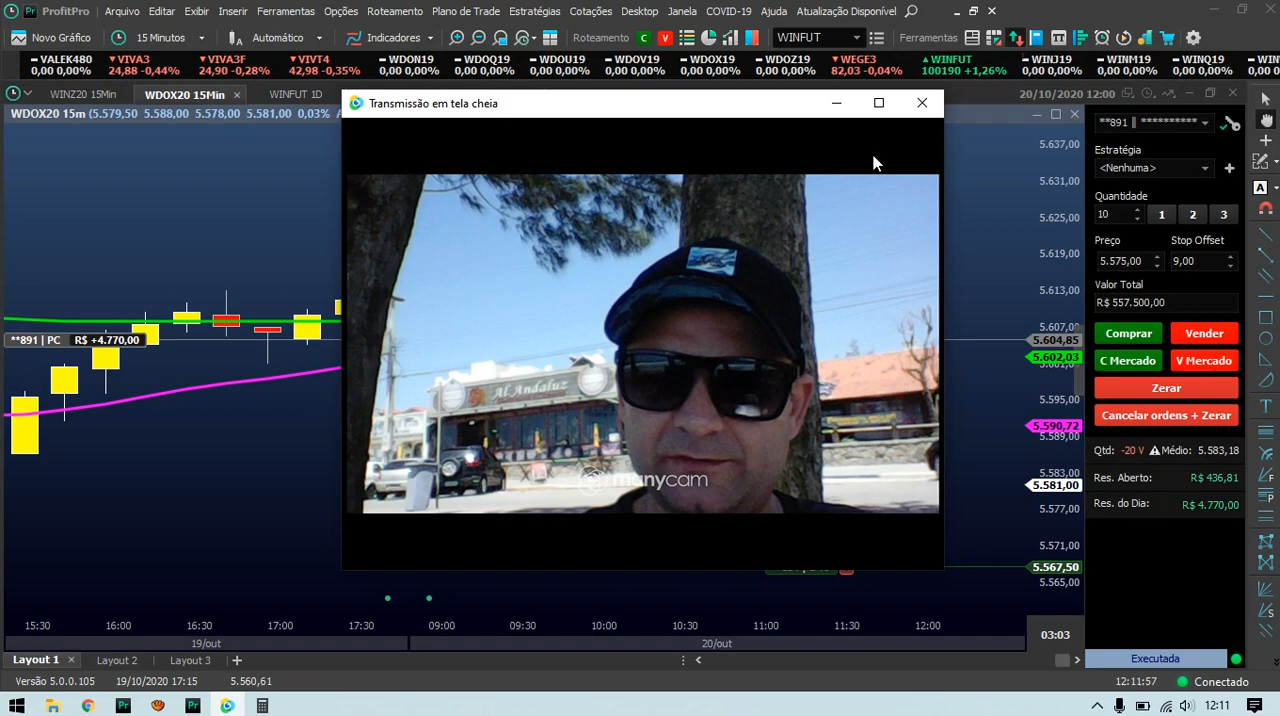 ProfitPro Arquivo Editar Exibir Inserir Ferramentas Opções Roteamento Pleno de Trade Estratégias Cotações Desktop Janela COVID-19 Ajuda Atualização Disponível
Novo Gráfico 15 Minutos Automático Indicadores Roteamento C V WINFUT Ferramentas
VALEK480 VIVA3 VIVA3F VIVT4 WDON19 WDOQ19 WDOU19 WDOV19 WDOX19 WDOZ19 WEGE3 WINFUT WINJ19 WINM19 WINQ19
0,00 0,00% 24,88 -0,44% 24,90 -0,28% 42,98 -0,35% 0,00 0,00% 0,00 0,00% 0,00 0,00% 0,00 0,00% 0,00 0,00% 0,00 0,00% 82,03 -0,04% 100190 +1,26% 0,00 0,00% 0,00 0,00% 0,00 0,00%
WINZ20 15Min WDOX20 15Min WINFUT 1D 20/10/2020 12:00
WDOX20 15m (5.579,50 5.588,00 5.578,00 5.581,00 0,03%
Transmissão em tela cheia
Al Andaluz
manycam
**891 | PC R$ +4.770,00
5.637,00
5.631,00
5.625,00
5.619,00
5.613,00
5.607,00
5.604,85
5.602,03
5.601,00
5.595,00
5.590,72
5.589,00
5.583,00
5.581,00
5.577,00
5.571,00
5.567,50
5.565,00
**891 || **********
Estratégia
<Nenhuma>
Quantidade
10 1 2 3
Preço Stop Offset
5.575,00 9,00
Valor Total
R$ 557.500,00
Comprar Vender
C Mercado V Mercado
Zerar
Cancelar ordens + Zerar
Qtd: -20 V Médio: 5.583,18
Res. Aberto: R$ 436,81
Res. do Dia: R$ 4.770,00
15:30 16:00 16:30 17:00 17:30 09:00 09:30 10:00 10:30 11:00 11:30 12:00
19/out 20/out
03:03
Layout 1 Layout 2 Layout 3
Executada
Versão 5.0.0.105 19/10/2020 17:15 5.560,61 12:11:57 Conectado
12:11